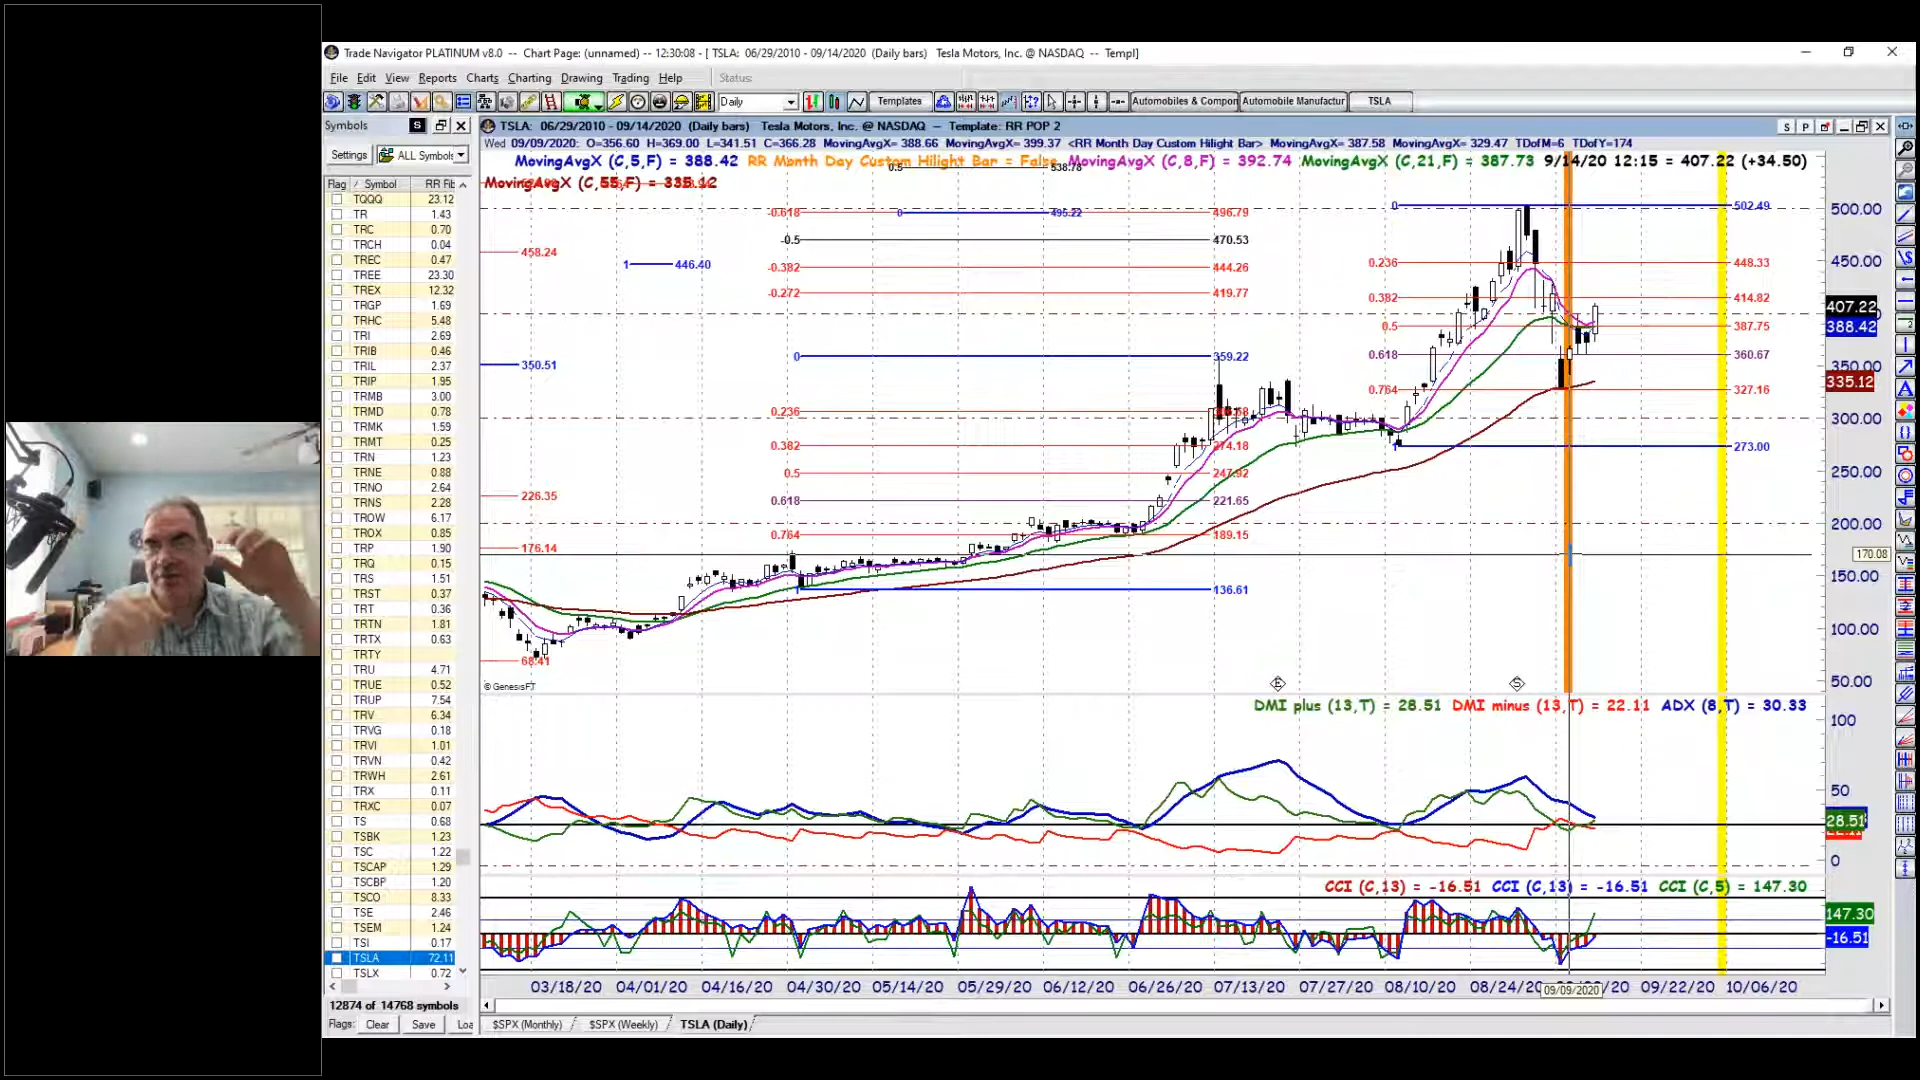 Trade Navigator PLATINUM v8.0 -- Chart Page: (unnamed) -- 12:30:08 - [ TSLA: 06/29/2010 - 09/14/2020 (Daily bars) Tesla Motors, Inc. @ NASDAQ -- Templ]
File Edit View Reports Charts Charting Drawing Trading Help Status:
Daily Templates Automobiles & Compon Automobile Manufactur TSLA
Symbols S
TSLA: 06/29/2010 - 09/14/2020 (Daily bars) Tesla Motors, Inc. @ NASDAQ – Template: RR POP 2 S P
Wed 09/09/2020: O=356.60 H=369.00 L=341.51 C=366.28 MovingAvgX= 388.66 MovingAvgX= 399.37 <RR Month Day Custom Hilight Bar> MovingAvgX= 387.58 MovingAvgX= 329.47 TDofM=6 TDofY=174
Settings ALL Symbols
MovingAvgX (C,5,F) = 388.42 RR Month Day Custom Hilight Bar = False MovingAvgX (C,8,F) = 392.74 MovingAvgX (C,21,F) = 387.73 9/14/20 12:15 = 407.22 (+34.50)
MovingAvgX (C,55,F) = 335.12
Flag Symbol RR Fib
TQQQ 23.12
TR 1.43
TRC 0.70
TRCH 0.04
TREC 0.47
TREE 23.30
TREX 12.32
TRGP 1.69
TRHC 5.48
TRI 2.69
TRIB 0.46
TRIL 2.37
TRIP 1.95
TRMB 3.00
TRMD 0.78
TRMK 1.59
TRMT 0.25
TRN 1.23
TRNE 0.88
TRNO 2.64
TRNS 2.28
TROW 6.17
TROX 0.85
TRP 1.90
TRQ 0.15
TRS 1.51
TRST 0.37
TRT 0.36
TRTN 1.81
TRTX 0.63
TRTY
TRU 4.71
TRUE 0.52
TRUP 7.54
TRV 6.34
TRVG 0.18
TRVI 1.01
TRVN 0.42
TRWH 2.61
TRX 0.11
TRXC 0.07
TS 0.68
TSBK 1.23
TSC 1.22
TSCAP 1.29
TSCBP 1.20
TSCO 8.33
TSE 2.46
TSEM 1.24
TSI 0.17
TSLA 72.11
TSLX 0.72
12874 of 14768 symbols
Flags: Clear Save Loa
0.5 538.78
-0.618 0 495.22 496.79
-0.5 470.53
-0.382 444.26
-0.272 419.77
458.24
1 446.40
350.51
0 359.22
0.236
0.382 274.18
0.5 247.92
0.618 221.65
0.764 189.15
1 136.61
226.35
176.14
68.41
0 502.49
0.236 448.33
0.382 414.82
0.5 387.75
0.618 360.67
0.764 327.16
1 273.00
500.00
450.00
407.22
388.42
350.00
335.12
300.00
250.00
200.00
170.08
150.00
100.00
50.00
© GenesisFT
E S
DMI plus (13,T) = 28.51 DMI minus (13,T) = 22.11 ADX (8,T) = 30.33
100
50
28.51
0
CCI (C,13) = -16.51 CCI (C,13) = -16.51 CCI (C,5) = 147.30
147.30
-16.51
03/18/20 04/01/20 04/16/20 04/30/20 05/14/20 05/29/20 06/12/20 06/26/20 07/13/20 07/27/20 08/10/20 08/24/20 09/09/2020 09/22/20 10/06/20
$SPX (Monthly) $SPX (Weekly) TSLA (Daily)